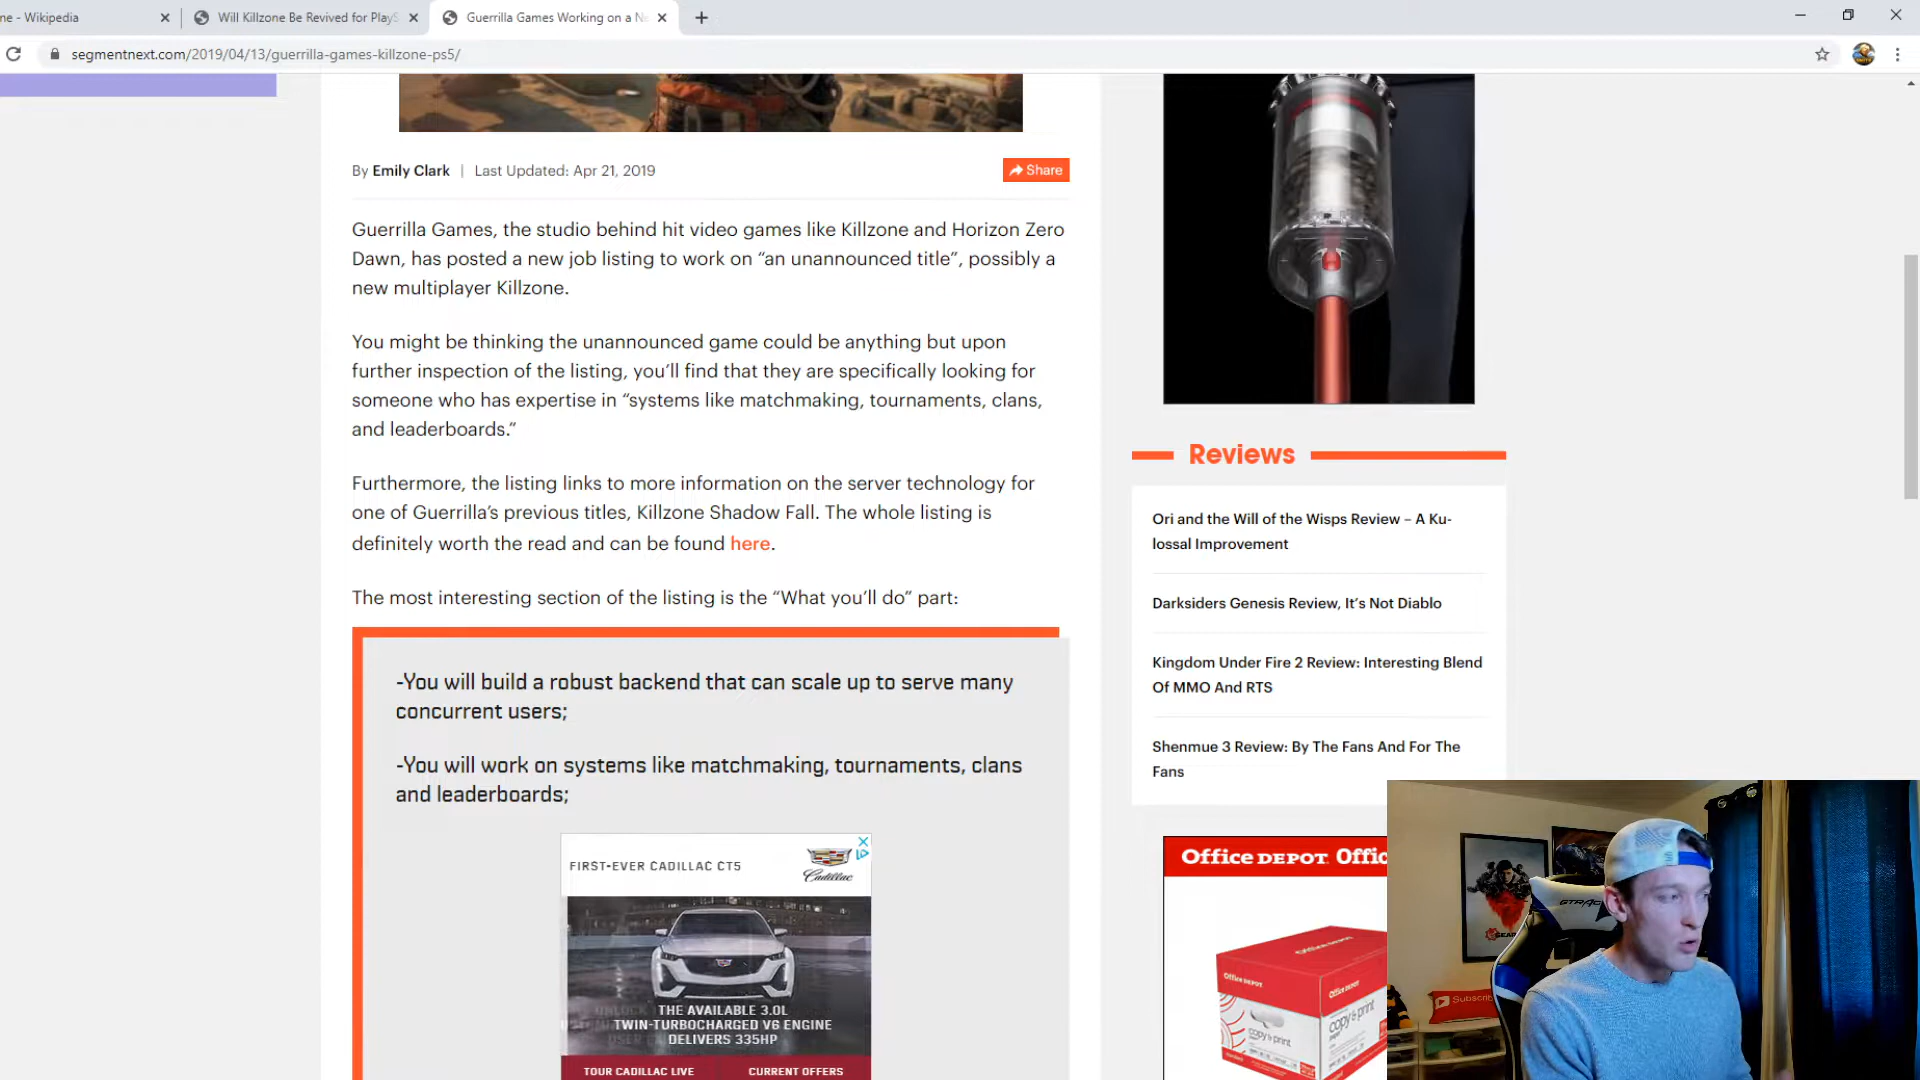 ne - Wikipedia
Will Killzone Be Revived for PlayS
Guerrilla Games Working on a Ne
segmentnext.com/2019/04/13/guerrilla-games-killzone-ps5/
By Emily Clark | Last Updated: Apr 21, 2019
Share
Guerrilla Games, the studio behind hit video games like Killzone and Horizon Zero
Dawn, has posted a new job listing to work on “an unannounced title”, possibly a
new multiplayer Killzone.
You might be thinking the unannounced game could be anything but upon
further inspection of the listing, you’ll find that they are specifically looking for
someone who has expertise in “systems like matchmaking, tournaments, clans,
and leaderboards.”
Furthermore, the listing links to more information on the server technology for
one of Guerrilla’s previous titles, Killzone Shadow Fall. The whole listing is
definitely worth the read and can be found here.
The most interesting section of the listing is the “What you’ll do” part:
-You will build a robust backend that can scale up to serve many
concurrent users;
-You will work on systems like matchmaking, tournaments, clans
and leaderboards;
FIRST-EVER CADILLAC CT5
Cadillac
THE AVAILABLE 3.0L
TWIN-TURBOCHARGED V6 ENGINE
DELIVERS 335HP
TOUR CADILLAC LIVE
CURRENT OFFERS
Reviews
Ori and the Will of the Wisps Review – A Ku-
lossal Improvement
Darksiders Genesis Review, It’s Not Diablo
Kingdom Under Fire 2 Review: Interesting Blend
Of MMO And RTS
Shenmue 3 Review: By The Fans And For The
Fans
Office DEPOT Offic
Office DEPOT
Office DEPOT
copy & print
copy & print
GTRAC
GEAR
Subscrib